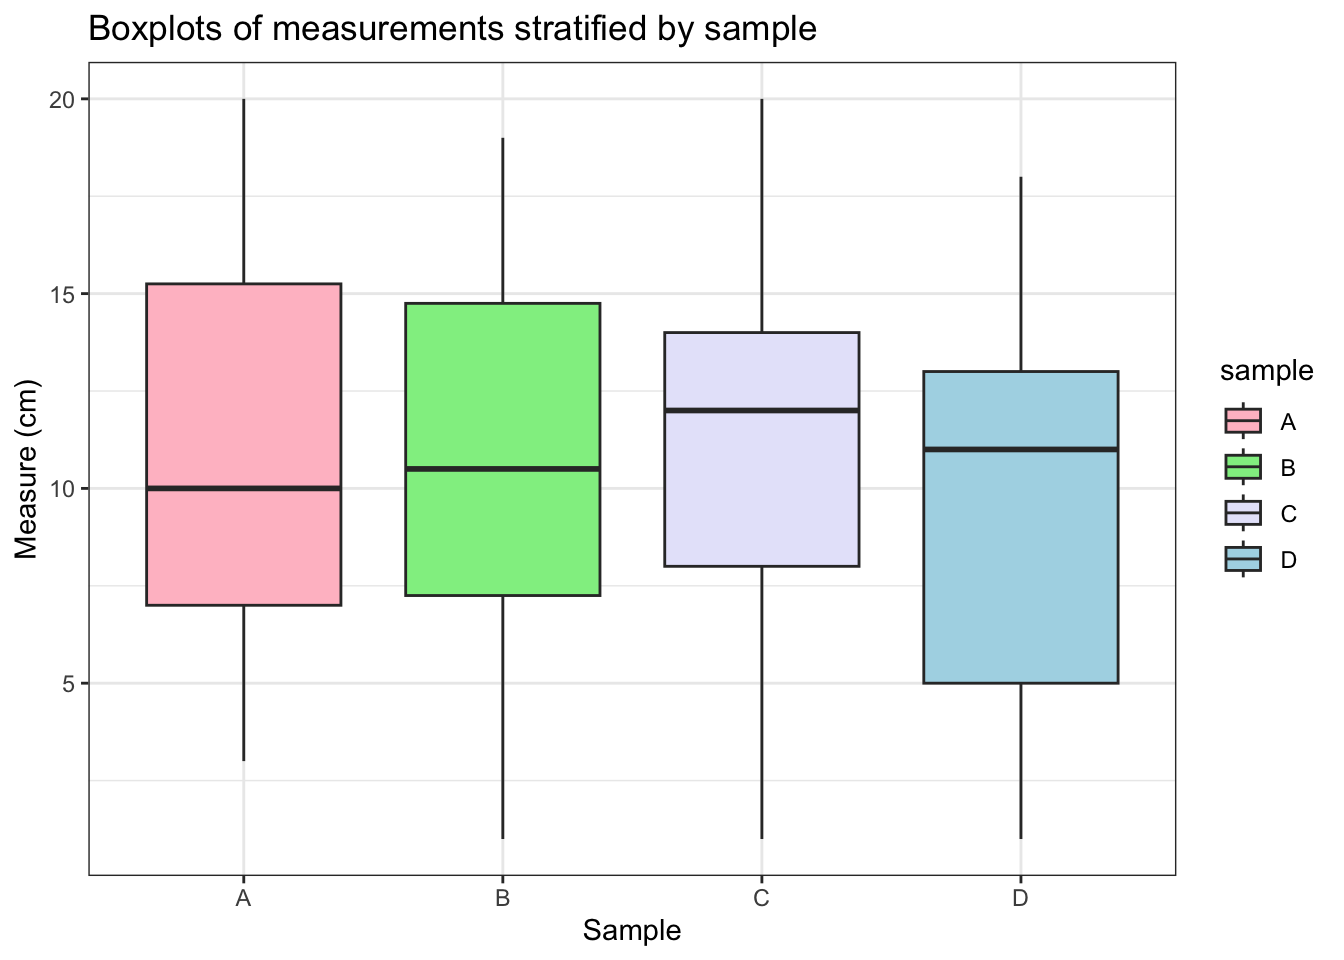 Boxplots of measurements stratified by sample
20
15
10
5
Measure (cm)
A B C D
Sample
sample
A
B
C
D